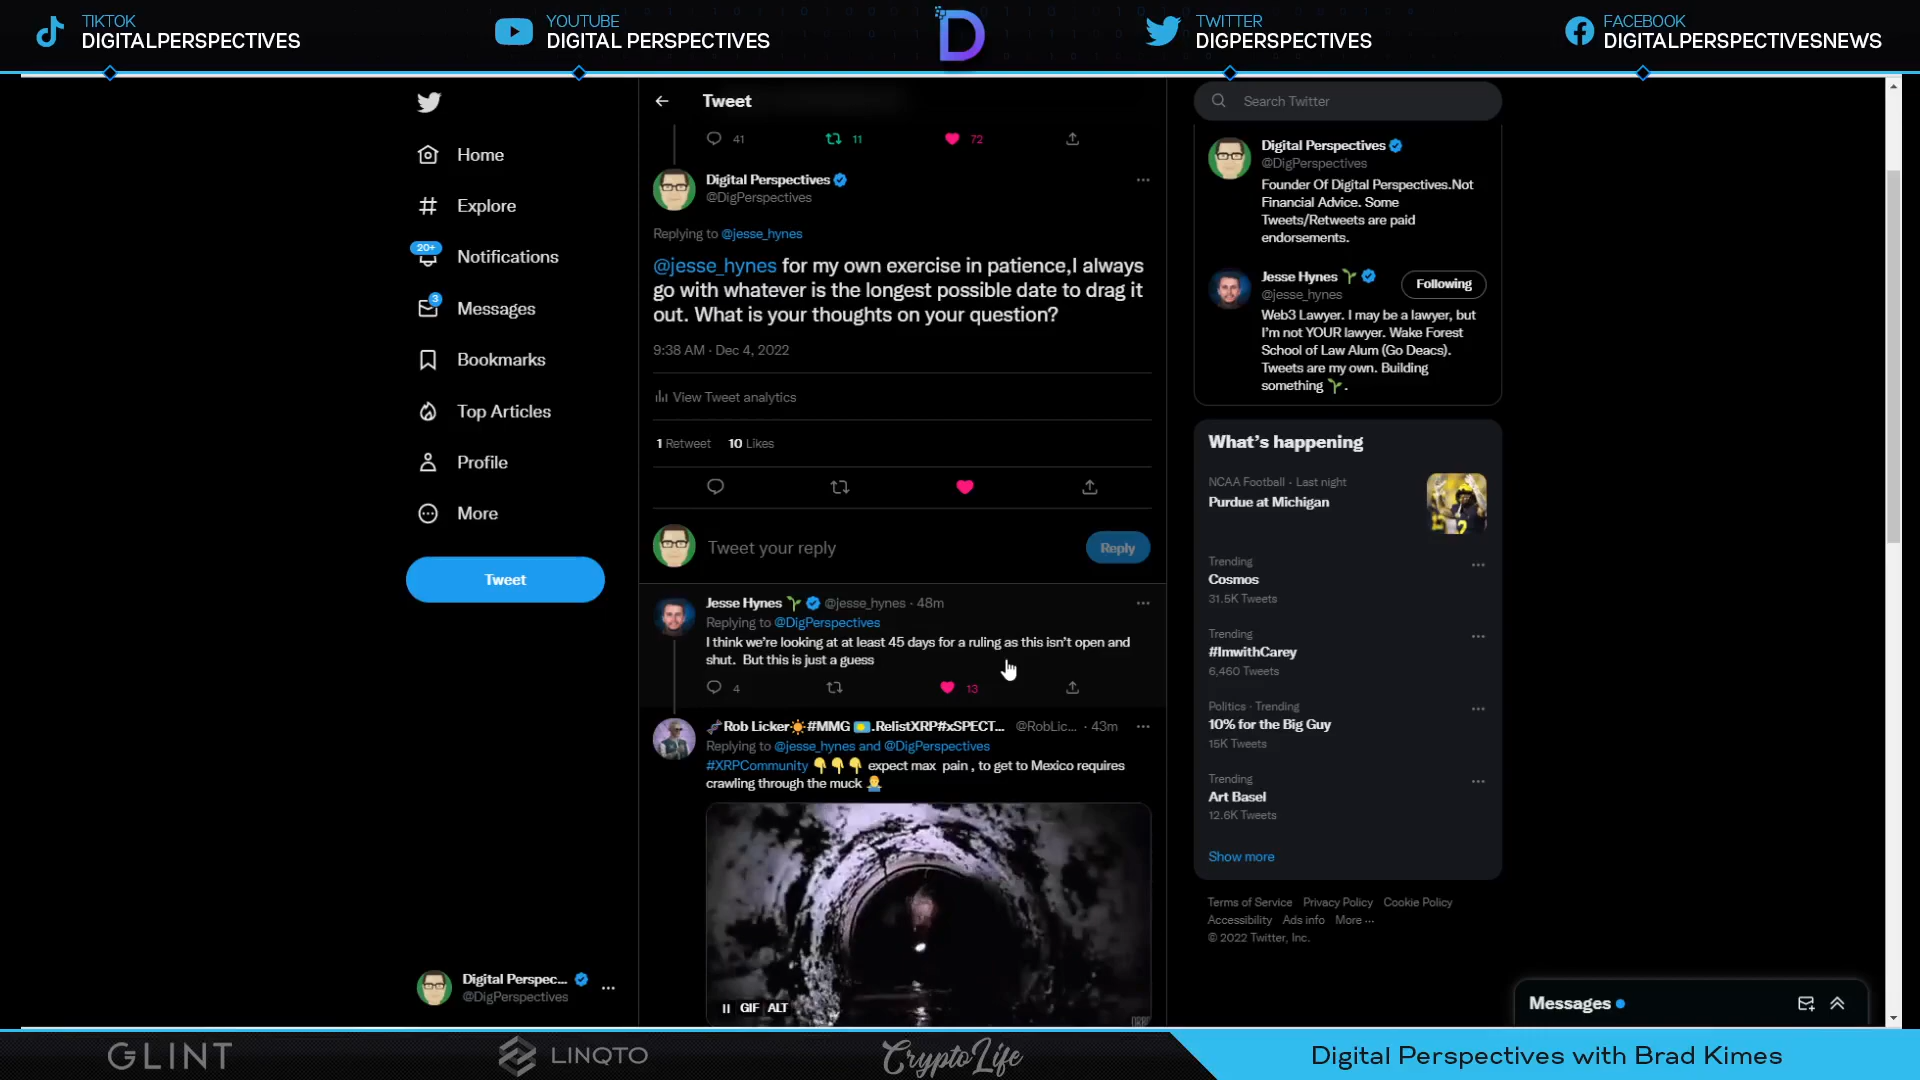 TIKTOK
DIGITALPERSPECTIVES
YOUTUBE
DIGITAL PERSPECTIVES
D
TWITTER
DIGPERSPECTIVES
FACEBOOK
DIGITALPERSPECTIVESNEWS
Home
Explore
20+
Notifications
3
Messages
Bookmarks
Top Articles
Profile
More
Tweet
Digital Perspec...
@DigPerspectives
Tweet
41 11 72
Digital Perspectives
@DigPerspectives
Replying to @jesse_hynes
@jesse_hynes for my own exercise in patience,I always
go with whatever is the longest possible date to drag it
out. What is your thoughts on your question?
9:38 AM · Dec 4, 2022
View Tweet analytics
1 Retweet 10 Likes
Tweet your reply
Reply
Jesse Hynes @jesse_hynes · 48m
Replying to @DigPerspectives
I think we're looking at at least 45 days for a ruling as this isn't open and
shut. But this is just a guess
4 13
Rob Licker☀️#MMG .RelistXRP#xSPECT... @RobLic... · 43m
Replying to @jesse_hynes and @DigPerspectives
#XRPCommunity 👇👇👇 expect max pain , to get to Mexico requires
crawling through the muck
GIF ALT
Search Twitter
Digital Perspectives
@DigPerspectives
Founder Of Digital Perspectives.Not
Financial Advice. Some
Tweets/Retweets are paid
endorsements.
Jesse Hynes
@jesse_hynes
Following
Web3 Lawyer. I may be a lawyer, but
I'm not YOUR lawyer. Wake Forest
School of Law Alum (Go Deacs).
Tweets are my own. Building
something 🌱.
What's happening
NCAA Football · Last night
Purdue at Michigan
Trending
Cosmos
31.5K Tweets
Trending
#ImwithCarey
6,460 Tweets
Politics · Trending
10% for the Big Guy
15K Tweets
Trending
Art Basel
12.6K Tweets
Show more
Terms of Service Privacy Policy Cookie Policy
Accessibility Ads info More ...
© 2022 Twitter, Inc.
Messages
GLINT
LINQTO
CryptoLife
Digital Perspectives with Brad Kimes